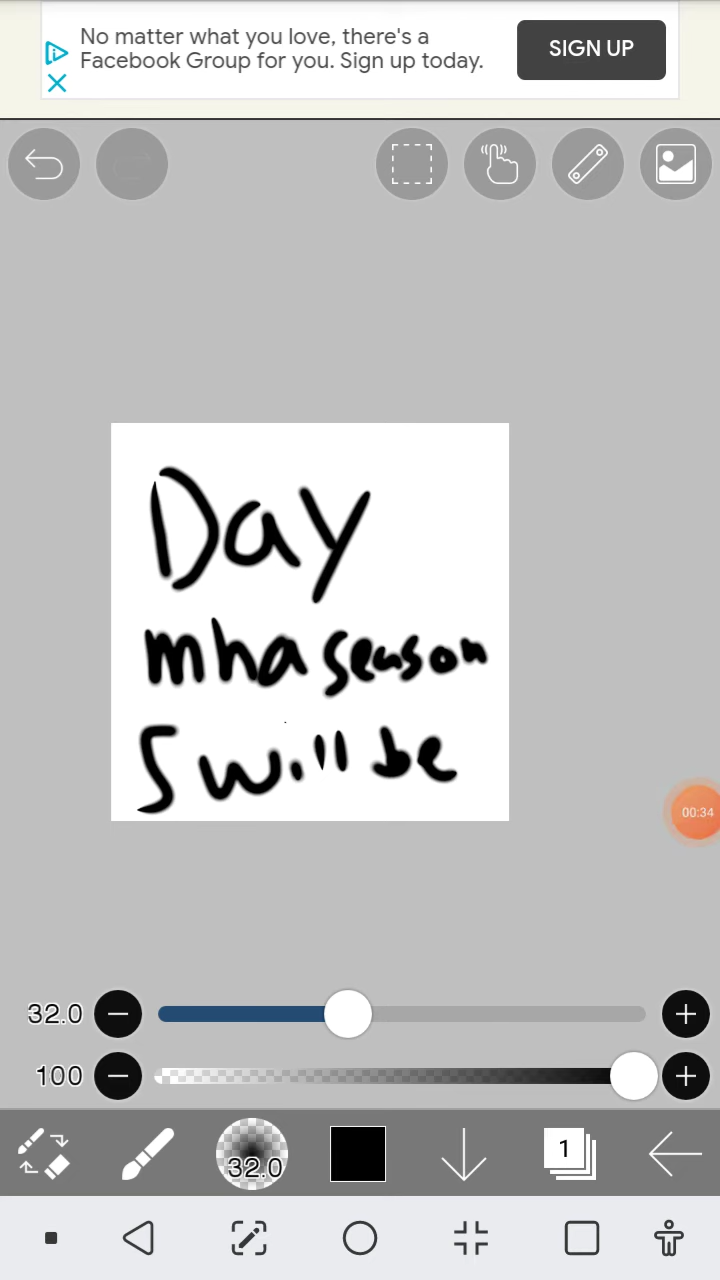 No matter what you love, there's a
Facebook Group for you. Sign up today.
SIGN UP
Day
mha season
5 will be
00:34
32.0
100
32.0
1